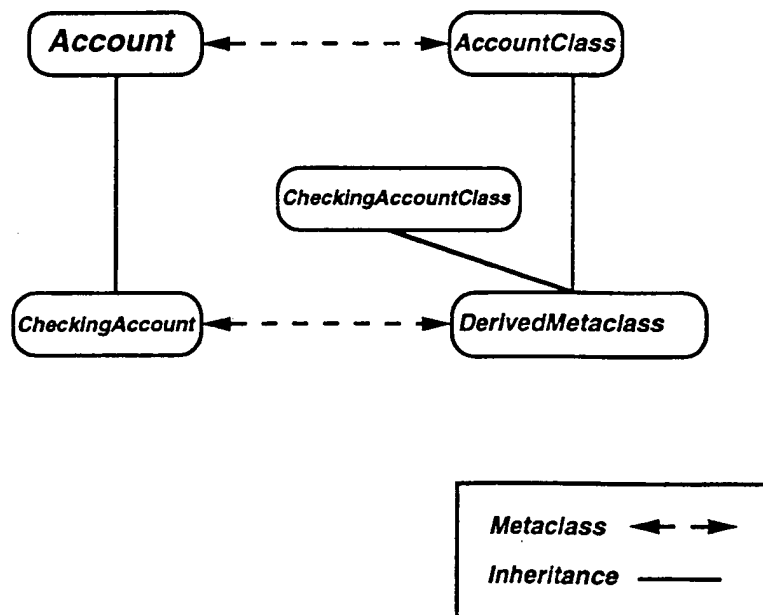 Account
AccountClass
CheckingAccountClass
CheckingAccount
DerivedMetaclass
Metaclass
Inheritance